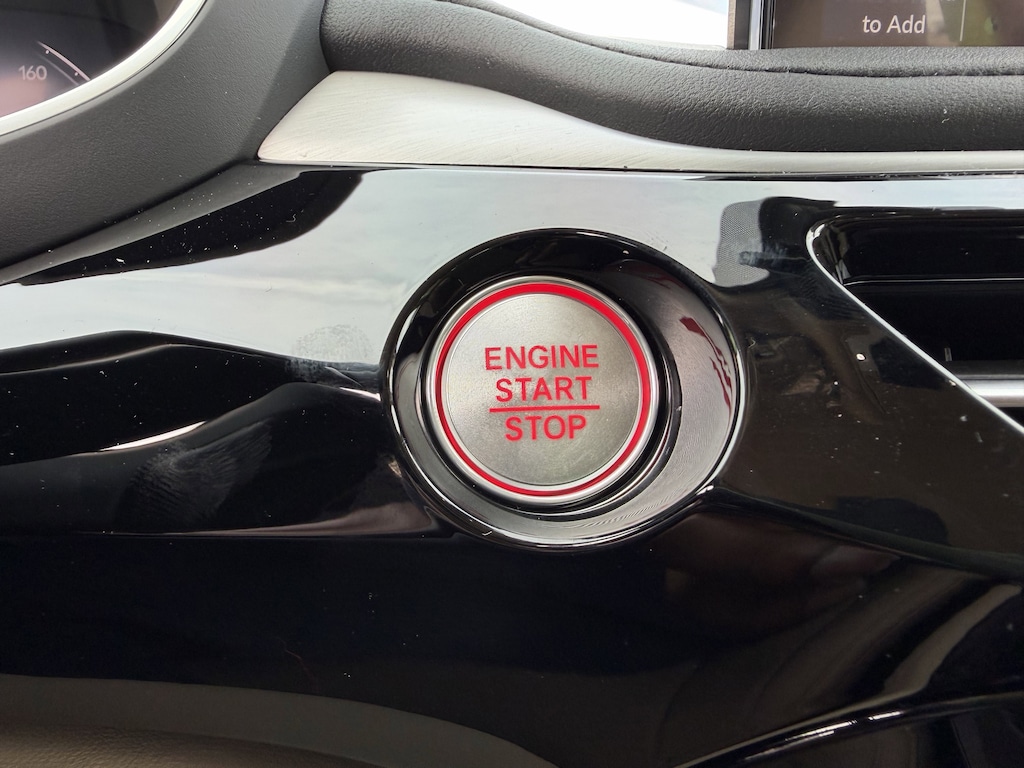 to Add
160
ENGINE
START
STOP